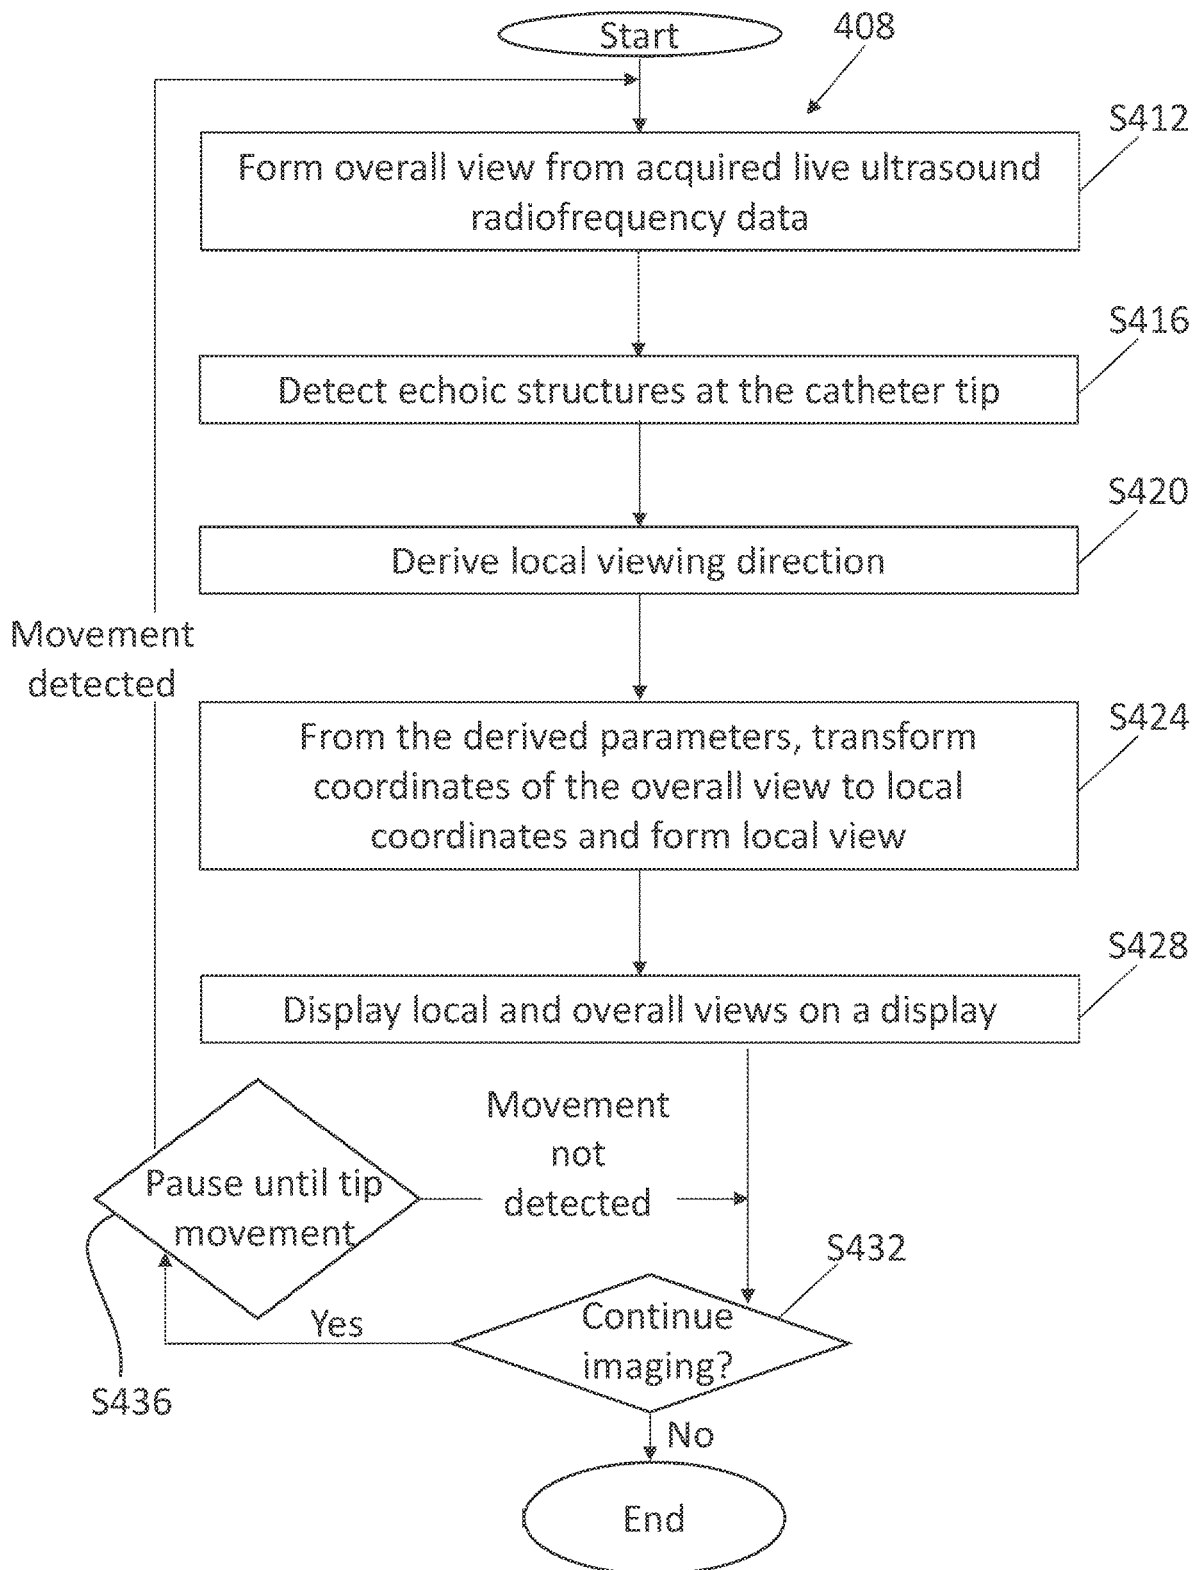 Start
408
S412
Form overall view from acquired live ultrasound
radiofrequency data
S416
Detect echoic structures at the catheter tip
S420
Derive local viewing direction
Movement
detected
S424
From the derived parameters, transform
coordinates of the overall view to local
coordinates and form local view
S428
Display local and overall views on a display
Movement
not
detected
Pause until tip
movement
S432
Continue
imaging?
Yes
S436
No
End